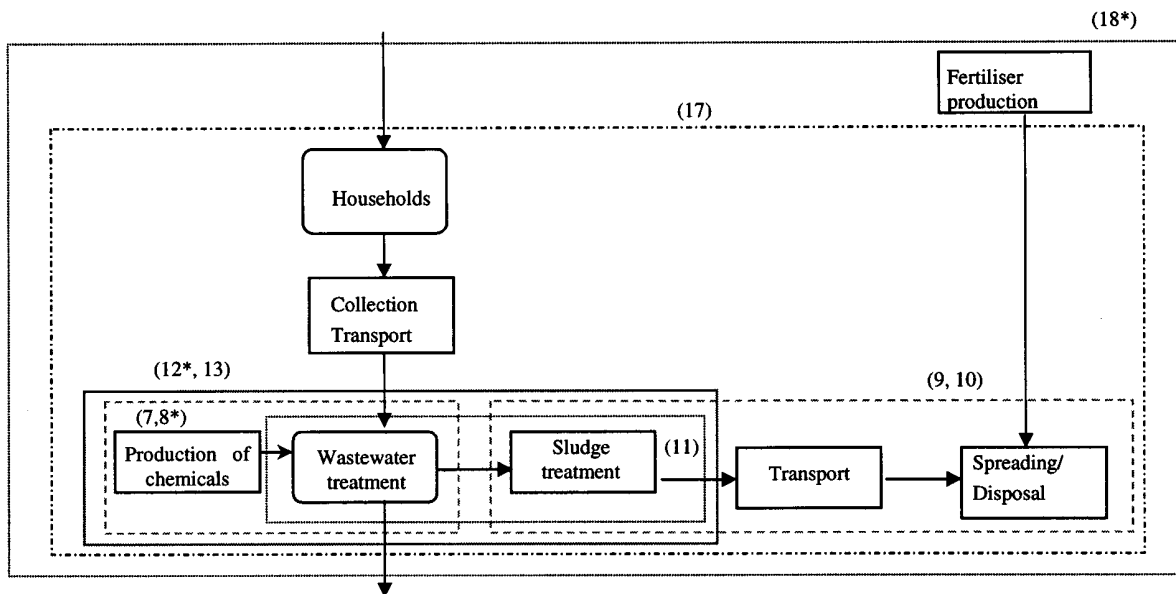 (18*)
Fertiliser
production
(17)
Households
Collection
Transport
(12*, 13)
(9, 10)
(7,8*)
Production of
chemicals
Wastewater
treatment
Sludge
treatment
(11)
Transport
Spreading/
Disposal